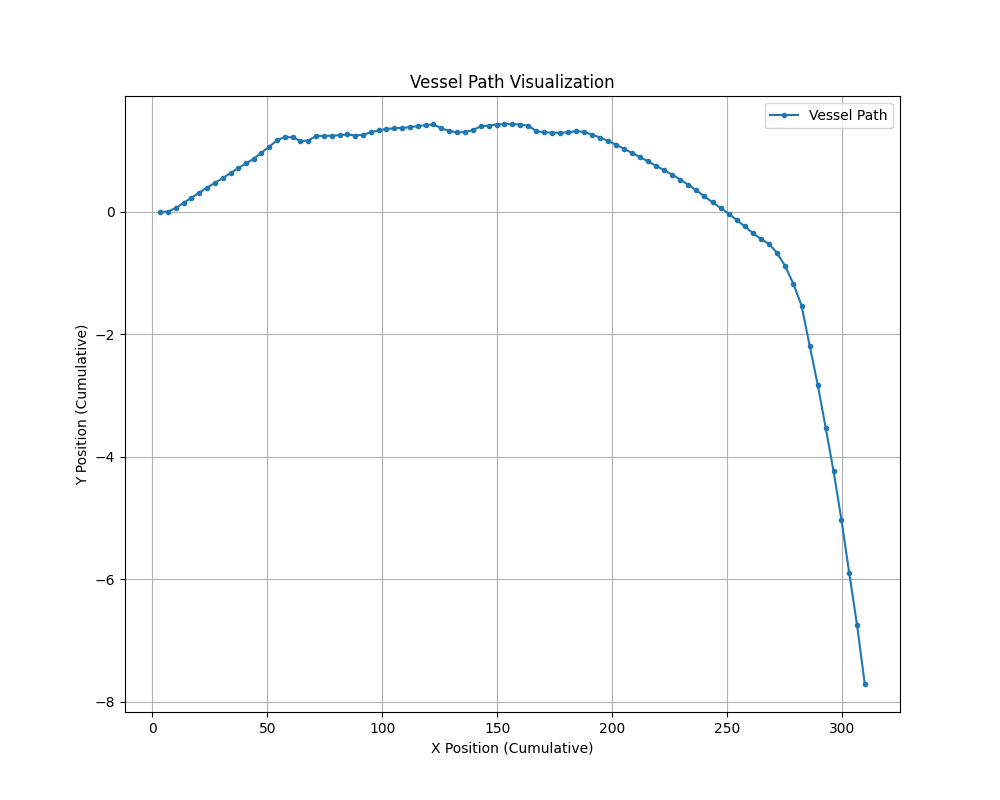 Vessel Path Visualization
Vessel Path
Y Position (Cumulative)
0
−2
−4
−6
−8
0 50 100 150 200 250 300
X Position (Cumulative)